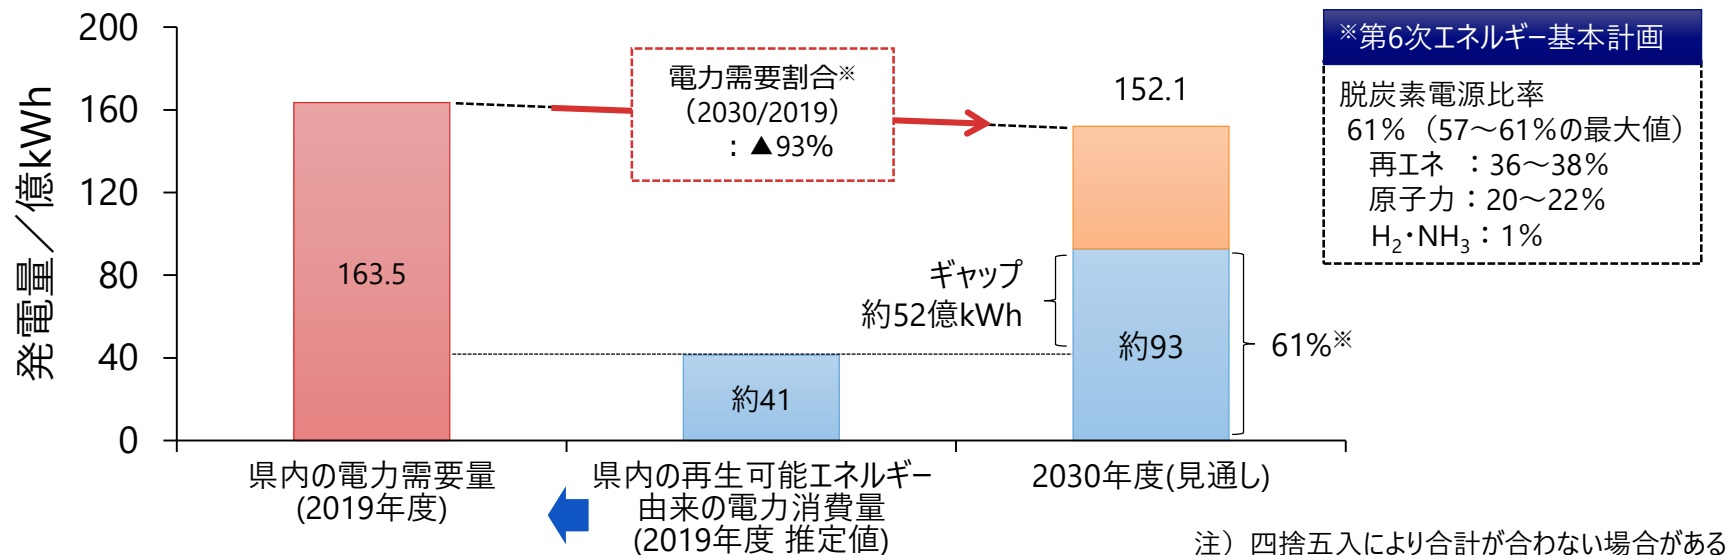 発電量／億kWh
200
160
120
80
40
0
163.5
電力需要割合※
（2030/2019）
：▲93%
152.1
ギャップ
約52億kWh
約93
61%※
約41
県内の電力需要量
(2019年度)
県内の再生可能エネルギー
由来の電力消費量
(2019年度 推定値)
2030年度(見通し)
※第6次エネルギー基本計画
脱炭素電源比率
61%（57～61%の最大値）
再エネ ：36～38%
原子力：20～22%
H₂･NH₃：1%
注）四捨五入により合計が合わない場合がある